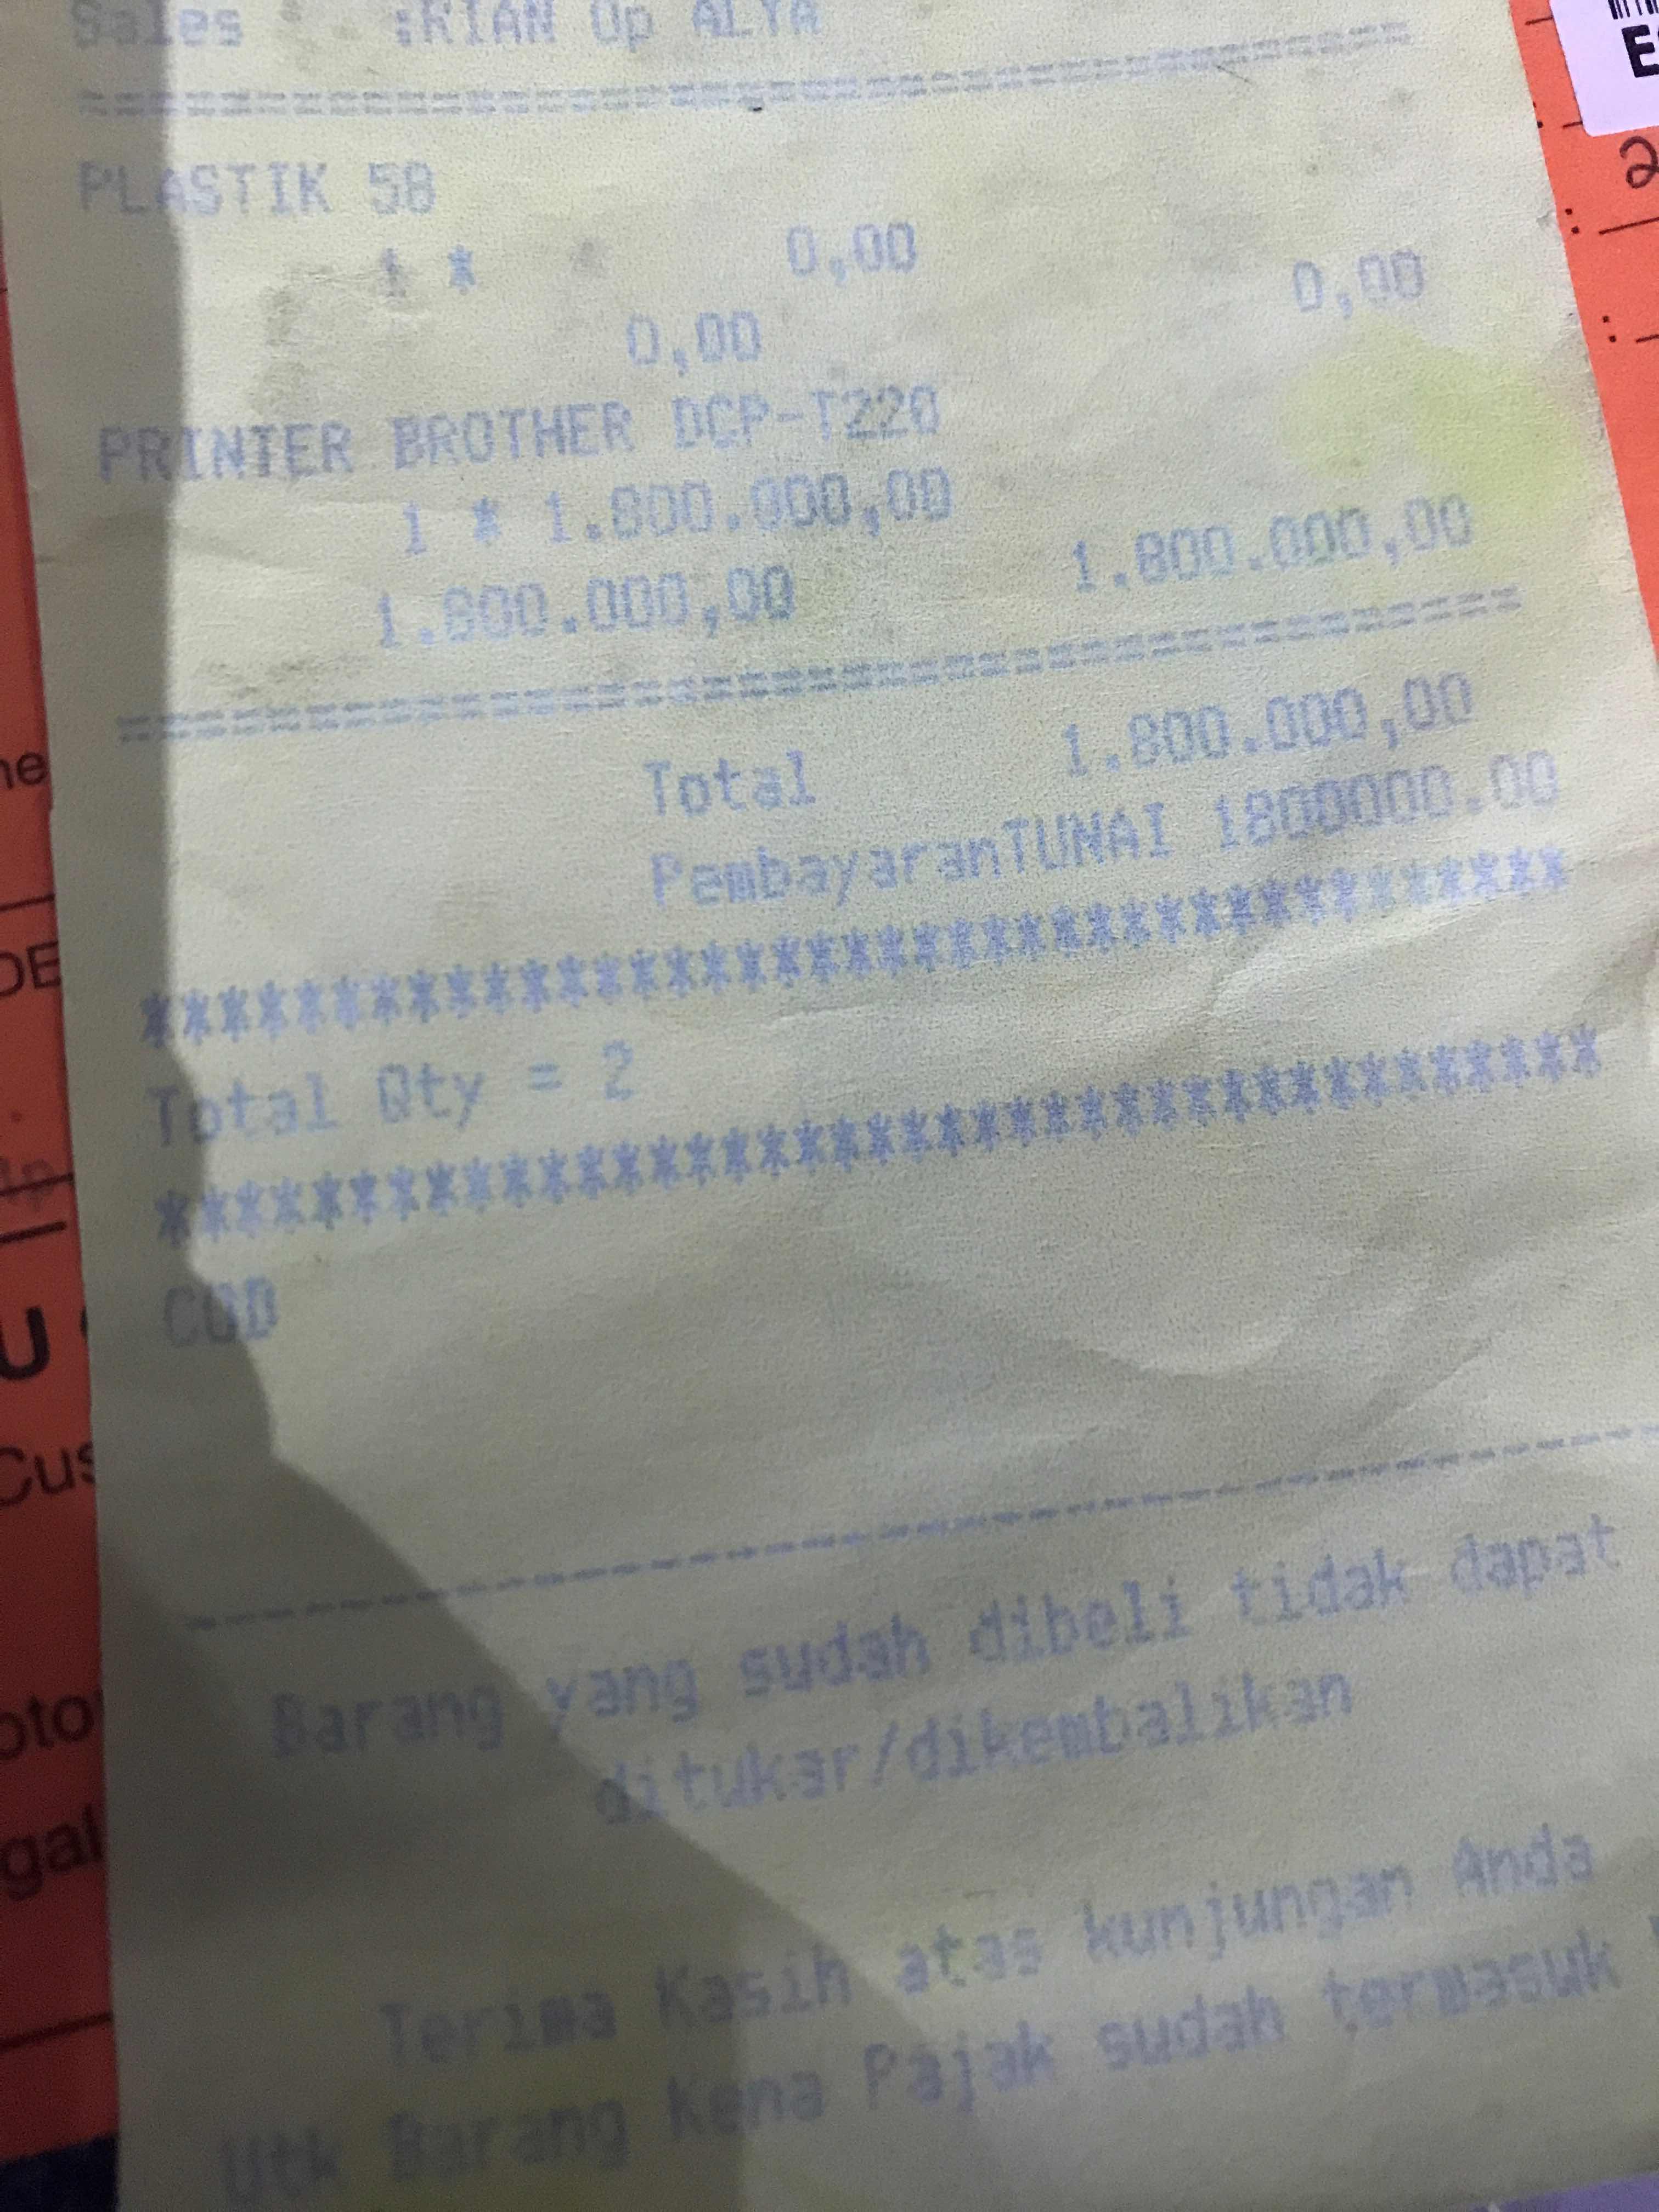 Sales :RIAN Op ALYA
================================
PLASTIK 58
1 * 0,00
0,00 0,00
PRINTER BROTHER DCP-T220
1 * 1.800.000,00
1.800.000,00 1.800.000,00
================================
Total 1.800.000,00
PembayaranTUNAI 1800000.00
****************************************
Total Qty = 2
****************************************
COD
----------------------------------------
Barang yang sudah dibeli tidak dapat
ditukar/dikembalikan
Terima Kasih atas kunjungan Anda
Utk Barang Kena Pajak sudah termasuk